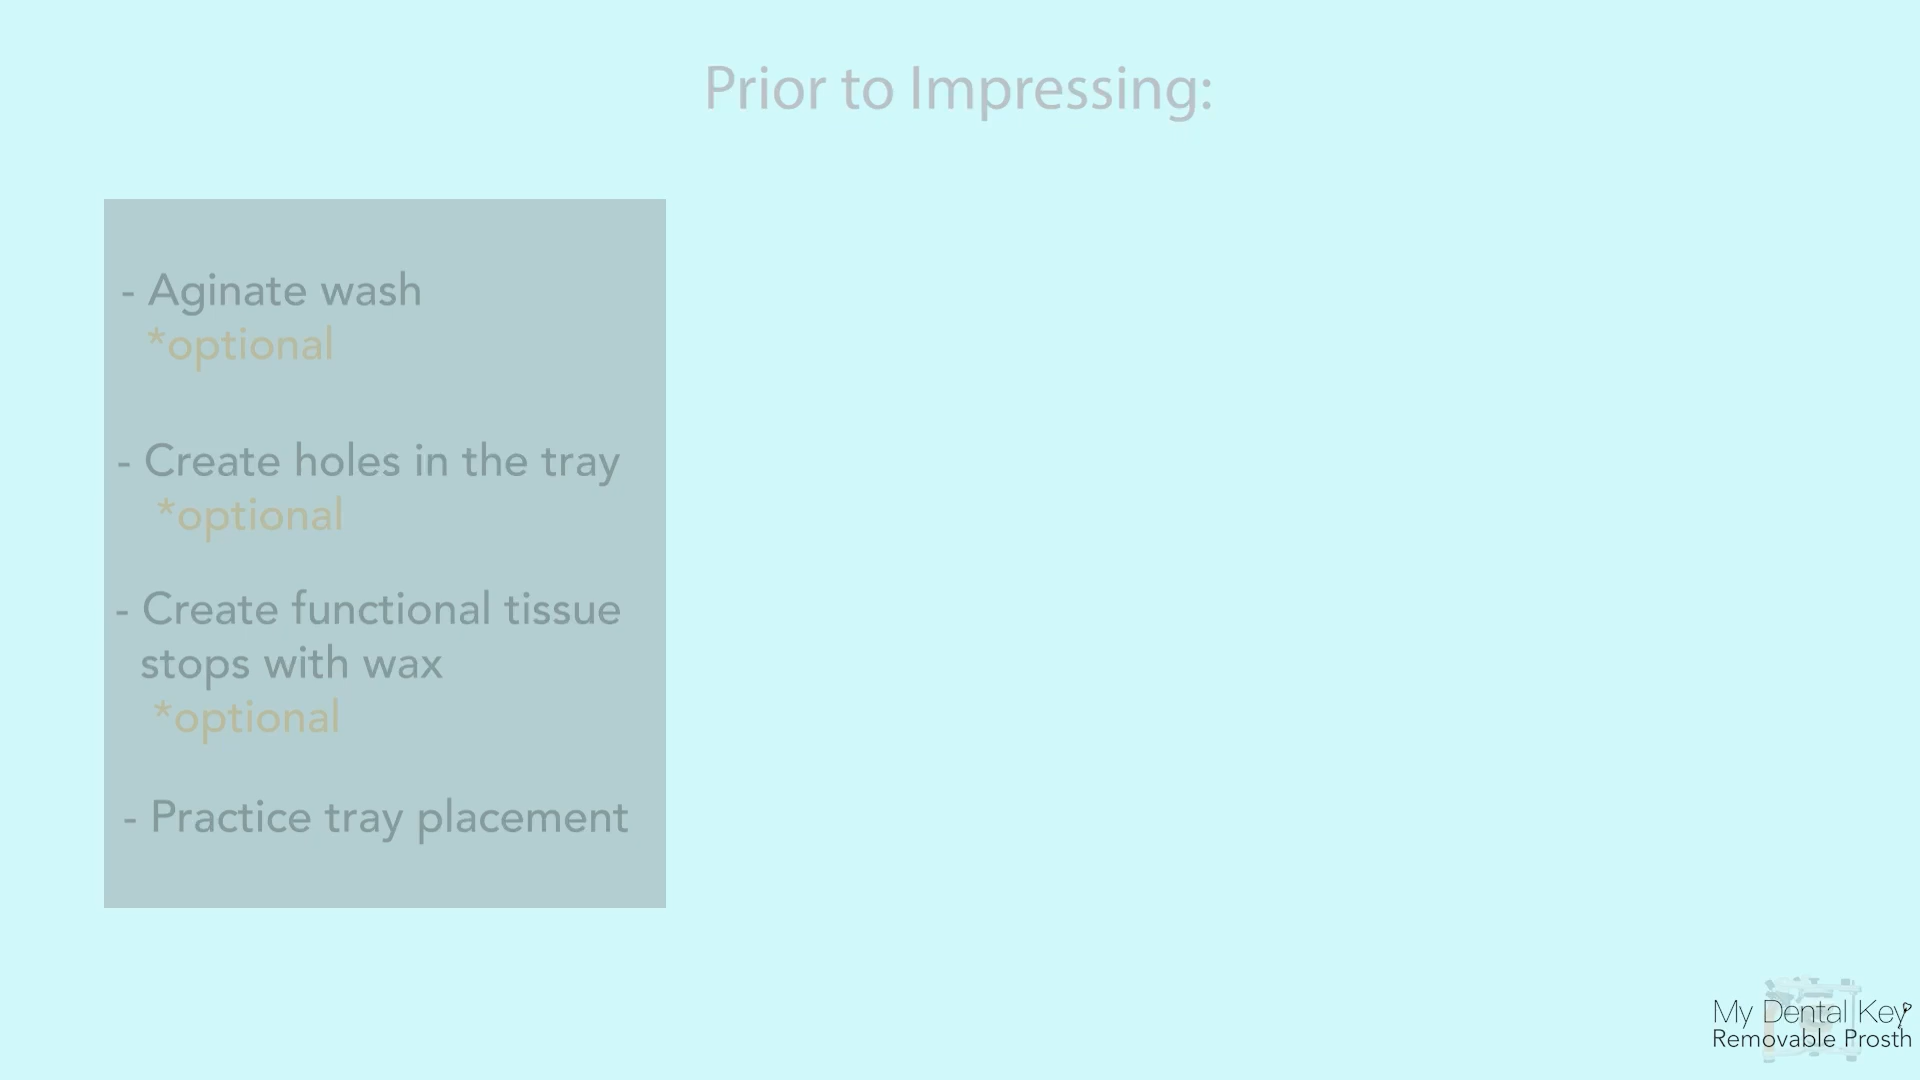 Prior to Impressing:
- Aginate wash
*optional
- Create holes in the tray
*optional
- Create functional tissue
stops with wax
*optional
- Practice tray placement
My Dental Key
Removable Prosth